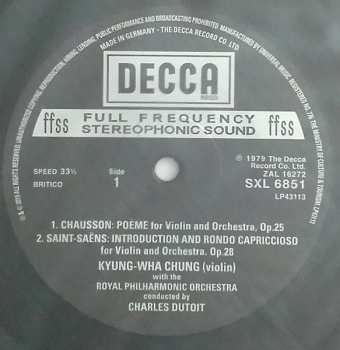 MADE IN GERMANY - THE DECCA RECORD CO LTD
DECCA
ffss FULL FREQUENCY STEREOPHONIC SOUND ffss
SPEED 33⅓
Side
1
BRITICO
℗ 1979 The Decca
Record Co. Ltd.
ZAL 16272
SXL 6851
LP43113
1. CHAUSSON: POÈME for Violin and Orchestra, Op.25
2. SAINT-SAËNS: INTRODUCTION AND RONDO CAPRICCIOSO
for Violin and Orchestra. Op.28
KYUNG-WHA CHUNG (violin)
with the
ROYAL PHILHARMONIC ORCHESTRA
conducted by
CHARLES DUTOIT